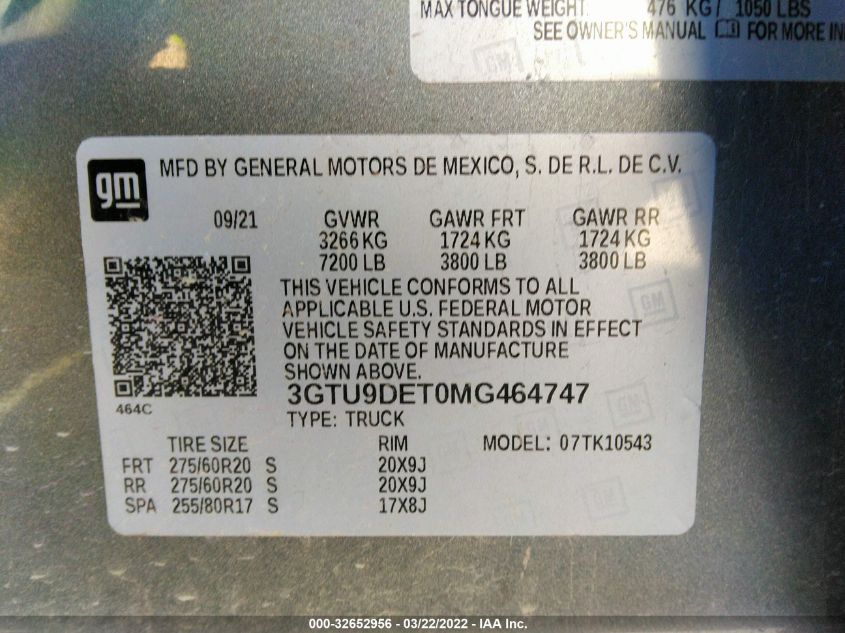 MAX TONGUE WEIGHT 476 KG / 1050 LBS
SEE OWNER'S MANUAL FOR MORE IN
gm MFD BY GENERAL MOTORS DE MEXICO, S. DE R.L. DE C.V.
09/21 GVWR GAWR FRT GAWR RR
3266 KG 1724 KG 1724 KG
7200 LB 3800 LB 3800 LB
THIS VEHICLE CONFORMS TO ALL
APPLICABLE U.S. FEDERAL MOTOR
VEHICLE SAFETY STANDARDS IN EFFECT
ON THE DATE OF MANUFACTURE
SHOWN ABOVE.
3GTU9DET0MG464747
464C
TYPE: TRUCK
TIRE SIZE RIM MODEL: 07TK10543
FRT 275/60R20 S 20X9J
RR 275/60R20 S 20X9J
SPA 255/80R17 S 17X8J
000-32652956 - 03/22/2022 - IAA Inc.